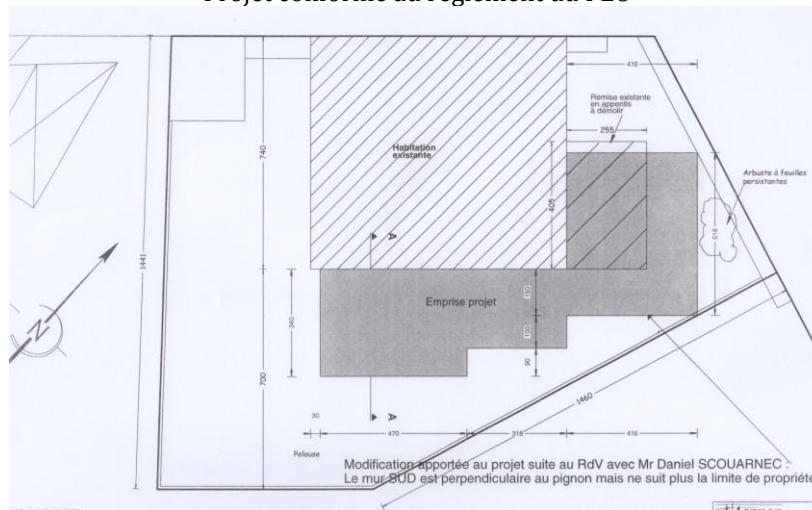 Projet conforme au règlement du PLU
416
Remise existante
en appentis
à démolir
255
Habitation
existante
740
405
Arbuste à feuilles
persistantes
518
A
1441
Emprise projet
150
340
100
90
N
700
1460
30
A
470
318
416
Pelouse
Modification apportée au projet suite au RdV avec Mr Daniel SCOUARNEC :
Le mur SUD est perpendiculaire au pignon mais ne suit plus la limite de propriété